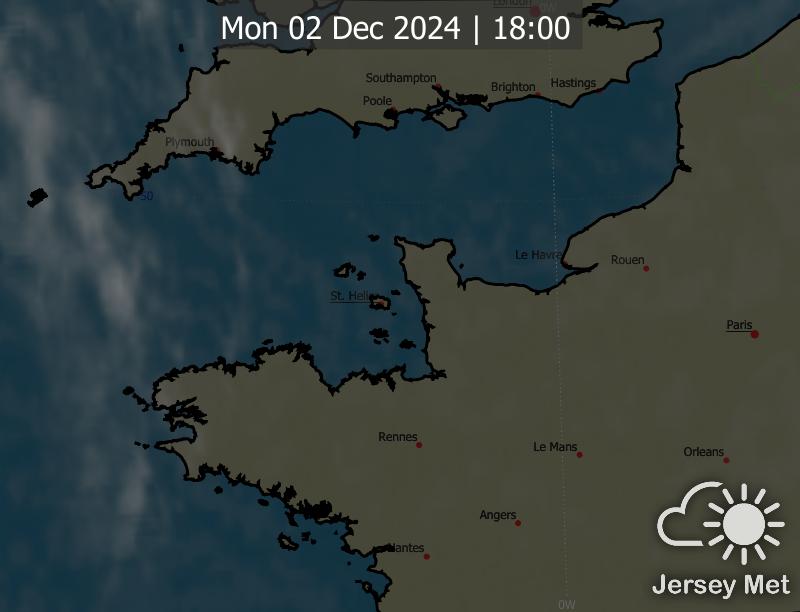 London
0W
Mon 02 Dec 2024 | 18:00
Southampton
Brighton
Hastings
Poole
Plymouth
50
Le Havre
Rouen
St. Helier
Paris
Rennes
Le Mans
Orleans
Angers
Nantes
Jersey Met
0W